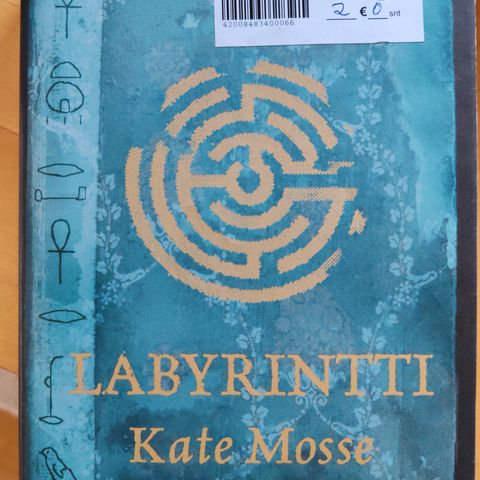 42008483400066
2 € 0 snt
LABYRINTTI
Kate Mosse